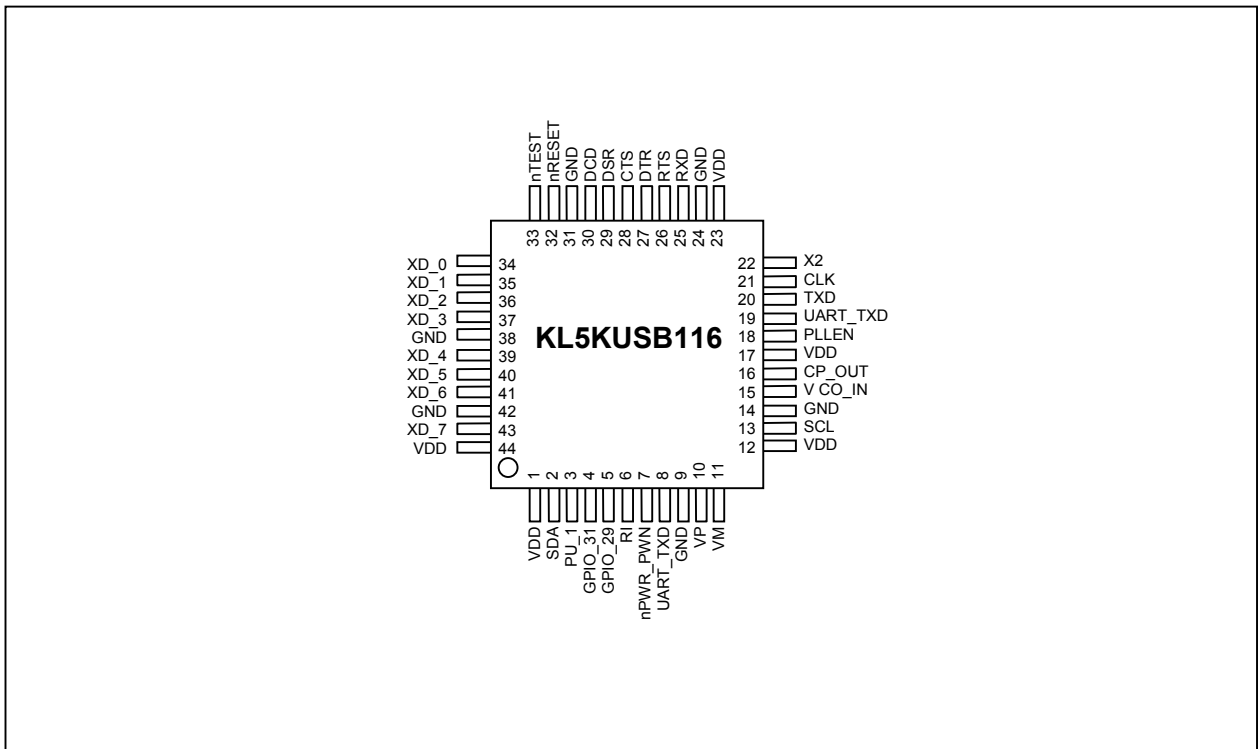 nTEST
nRESET
GND
DCD
DSR
CTS
DTR
RTS
RXD
GND
VDD
33
32
31
30
29
28
27
26
25
24
23
XD_0 34
XD_1 35
XD_2 36
XD_3 37
GND 38
XD_4 39
XD_5 40
XD_6 41
GND 42
XD_7 43
VDD 44
KL5KUSB116
22 X2
21 CLK
20 TXD
19 UART_TXD
18 PLLEN
17 VDD
16 CP_OUT
15 V CO_IN
14 GND
13 SCL
12 VDD
1
2
3
4
5
6
7
8
9
10
11
VDD
SDA
PU_1
GPIO_31
GPIO_29
RI
nPWR_PWN
UART_TXD
GND
VP
VM